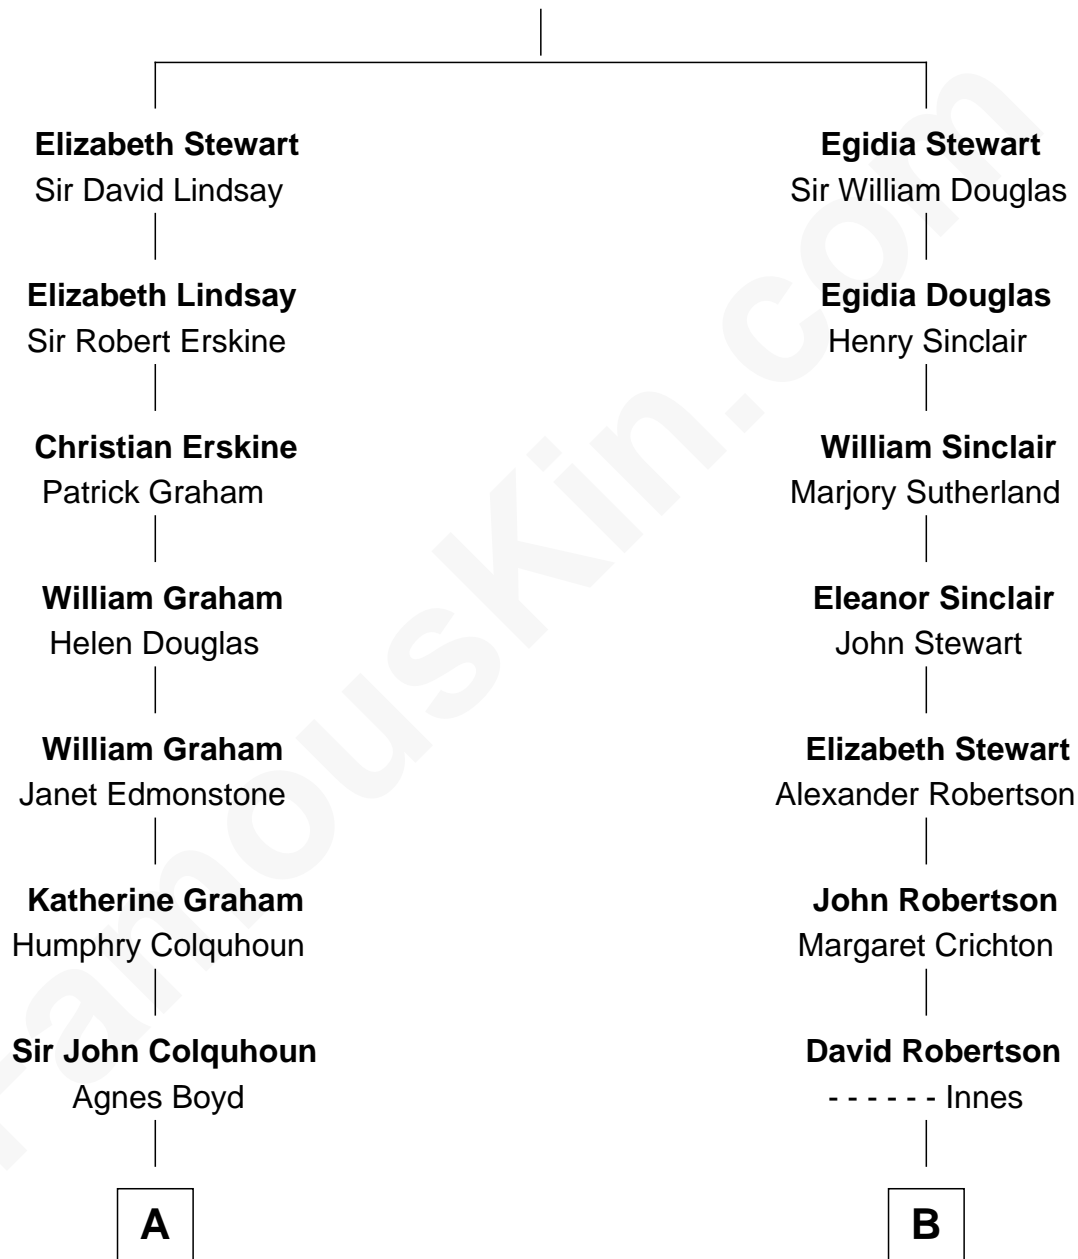 Elizabeth Stewart
Sir David Lindsay
Egidia Stewart
Sir William Douglas
Elizabeth Lindsay
Sir Robert Erskine
Egidia Douglas
Henry Sinclair
Christian Erskine
Patrick Graham
William Sinclair
Marjory Sutherland
William Graham
Helen Douglas
Eleanor Sinclair
John Stewart
William Graham
Janet Edmonstone
Elizabeth Stewart
Alexander Robertson
Katherine Graham
Humphry Colquhoun
John Robertson
Margaret Crichton
Sir John Colquhoun
Agnes Boyd
David Robertson
- - - - - - Innes
A
B
FamousKin.com